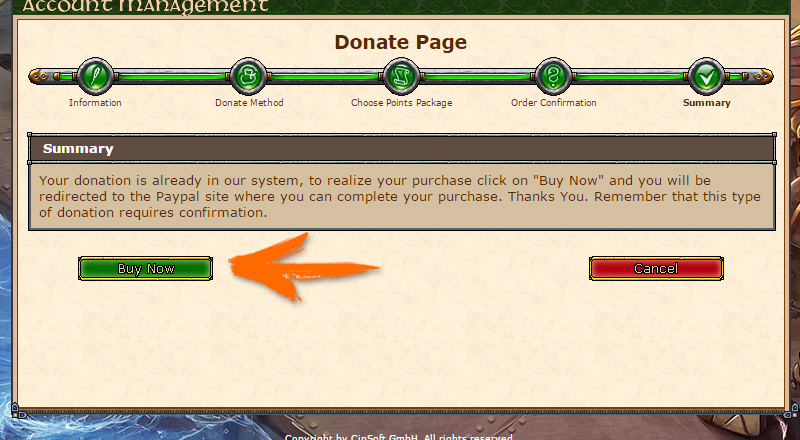 Account Management
Donate Page
Information
Donate Method
Choose Points Package
Order Confirmation
Summary
Summary
Your donation is already in our system, to realize your purchase click on "Buy Now" and you will be
redirected to the Paypal site where you can complete your purchase. Thanks You. Remember that this type
of donation requires confirmation.
Buy Now
Cancel
Copyright by CipSoft GmbH. All rights reserved.